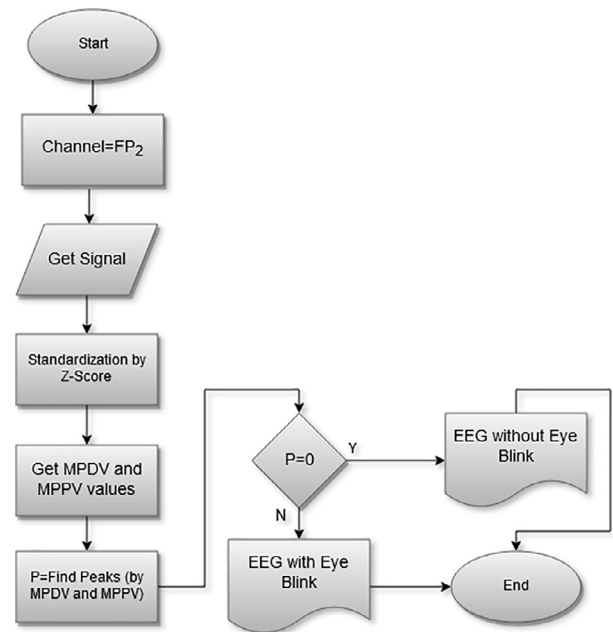 Start
Channel=FP2
Get Signal
Standardization by
Z-Score
Get MPDV and
MPPV values
P=Find Peaks (by
MPDV and MPPV)
P=0
Y
N
EEG without Eye
Blink
EEG with Eye
Blink
End